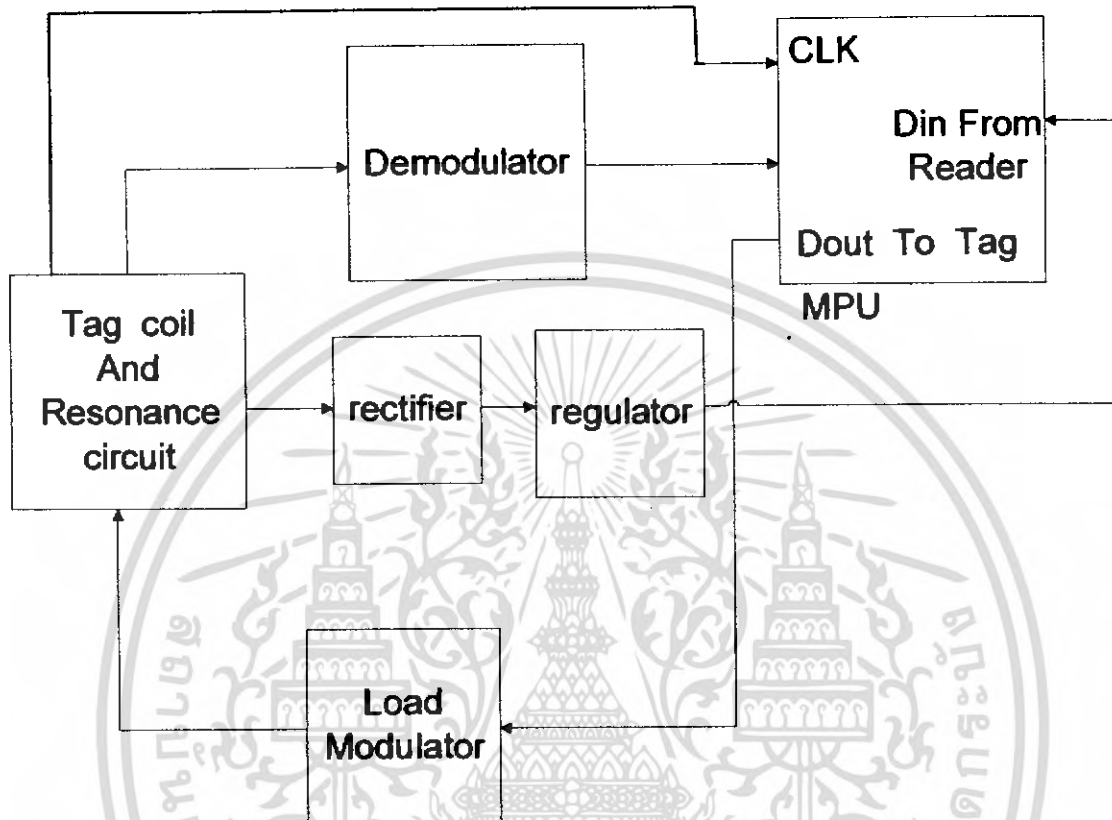 CLK
Din From
Reader
Dout To Tag
MPU
Demodulator
Tag coil
And
Resonance
circuit
rectifier
regulator
Load
Modulator